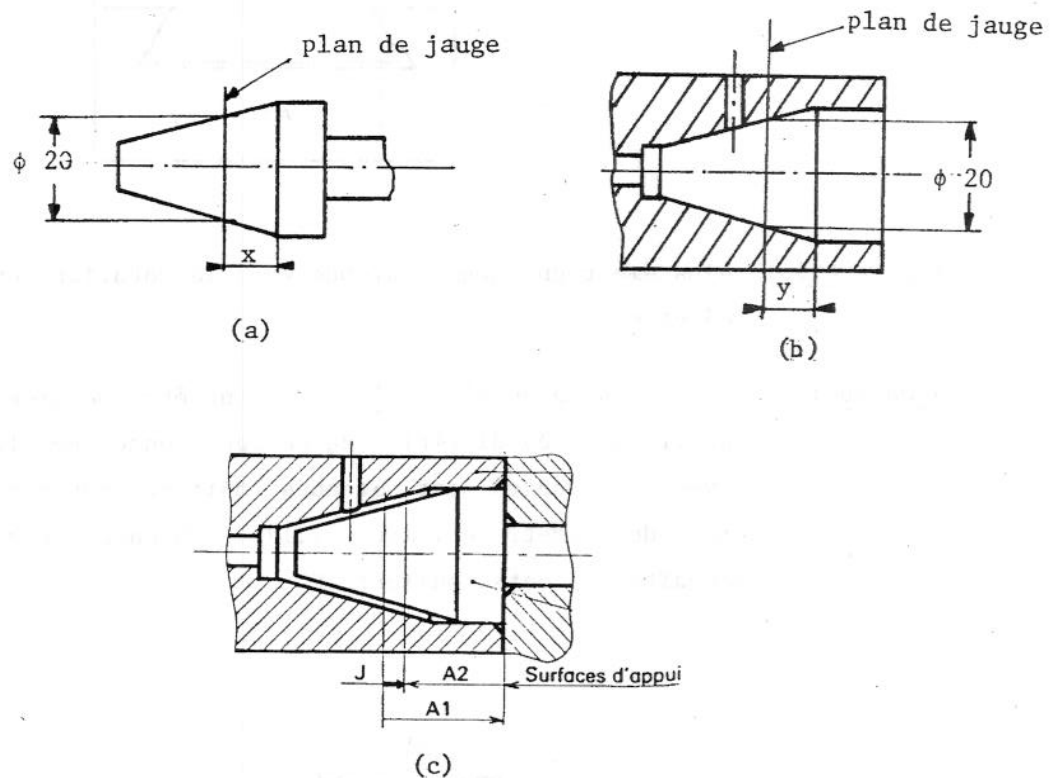 plan de jauge
plan de jauge
ϕ 20
ϕ 20
x
y
(a)
(b)
J
A2
Surfaces d'appui
A1
(c)